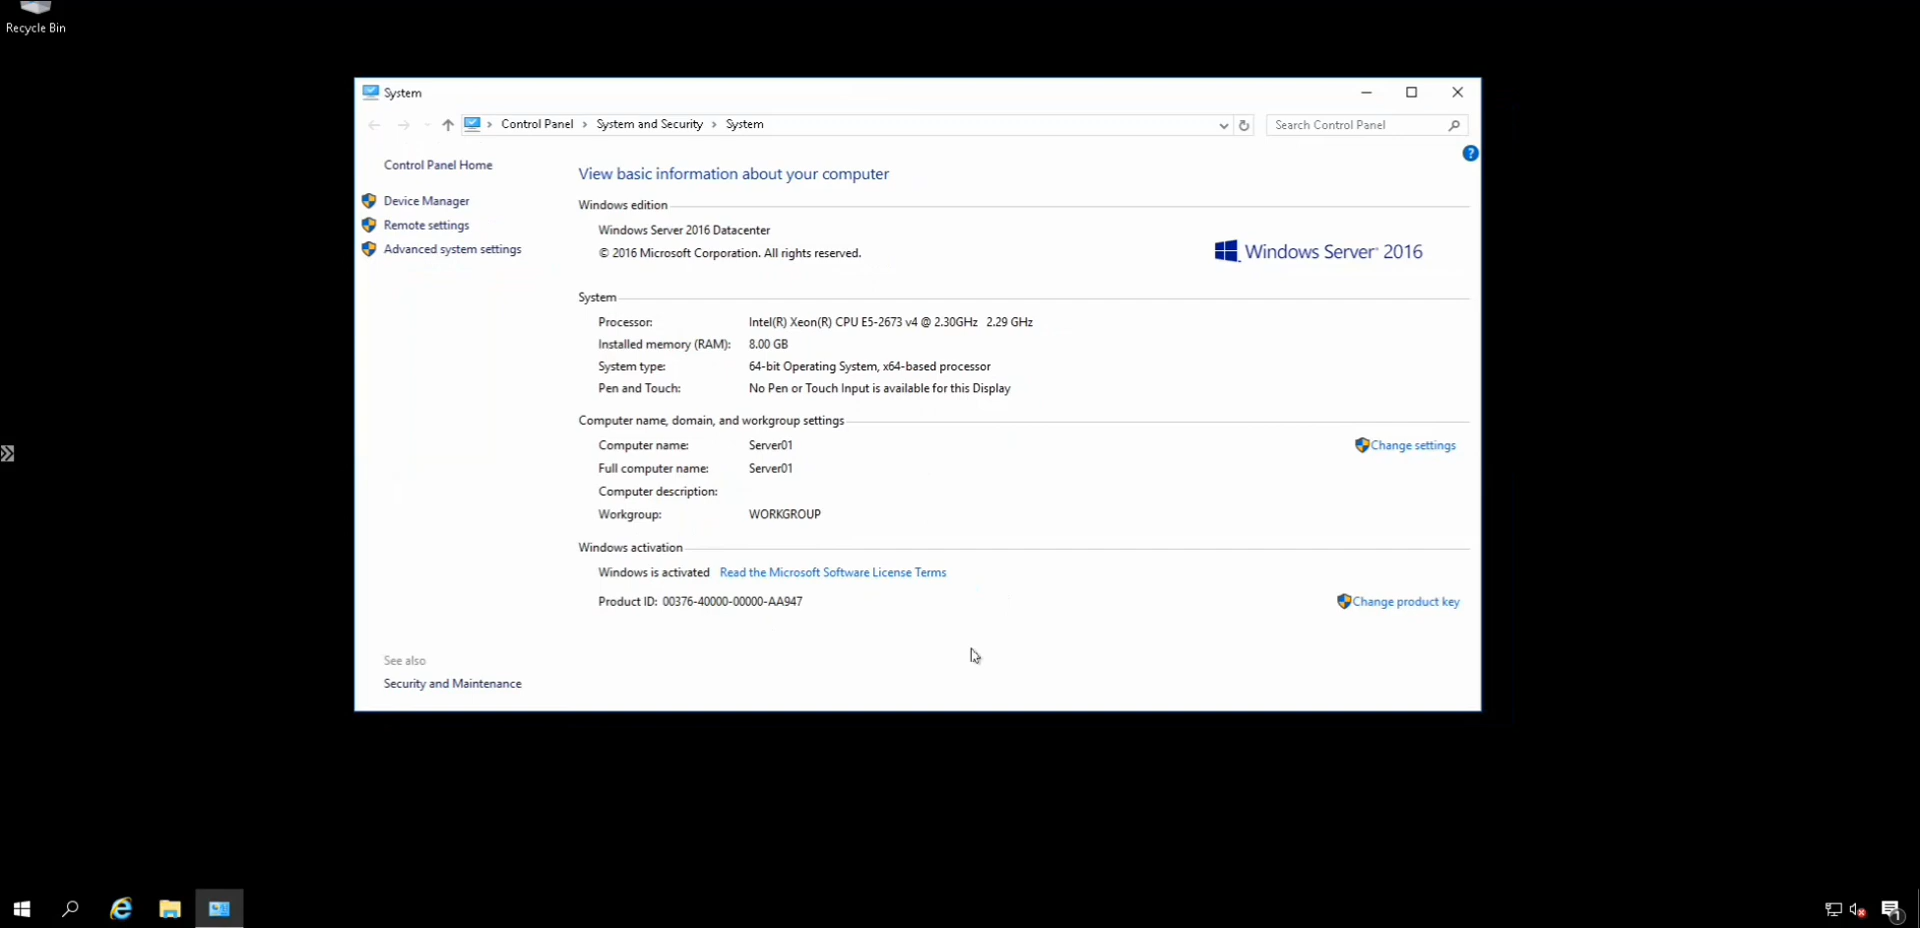 Recycle Bin
System
Control Panel › System and Security › System
Search Control Panel
?
Control Panel Home
Device Manager
Remote settings
Advanced system settings
View basic information about your computer
Windows edition
Windows Server 2016 Datacenter
© 2016 Microsoft Corporation. All rights reserved.
Windows Server® 2016
System
Processor: Intel(R) Xeon(R) CPU E5-2673 v4 @ 2.30GHz 2.29 GHz
Installed memory (RAM): 8.00 GB
System type: 64-bit Operating System, x64-based processor
Pen and Touch: No Pen or Touch Input is available for this Display
Computer name, domain, and workgroup settings
Computer name: Server01
Change settings
Full computer name: Server01
Computer description:
Workgroup: WORKGROUP
Windows activation
Windows is activated Read the Microsoft Software License Terms
Product ID: 00376-40000-00000-AA947
Change product key
See also
Security and Maintenance
1